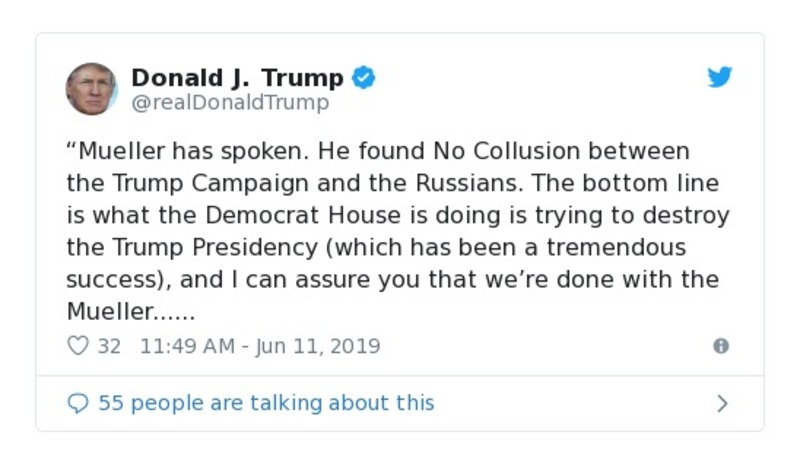 Donald J. Trump
@realDonaldTrump
“Mueller has spoken. He found No Collusion between
the Trump Campaign and the Russians. The bottom line
is what the Democrat House is doing is trying to destroy
the Trump Presidency (which has been a tremendous
success), and I can assure you that we’re done with the
Mueller......
32 11:49 AM - Jun 11, 2019
55 people are talking about this